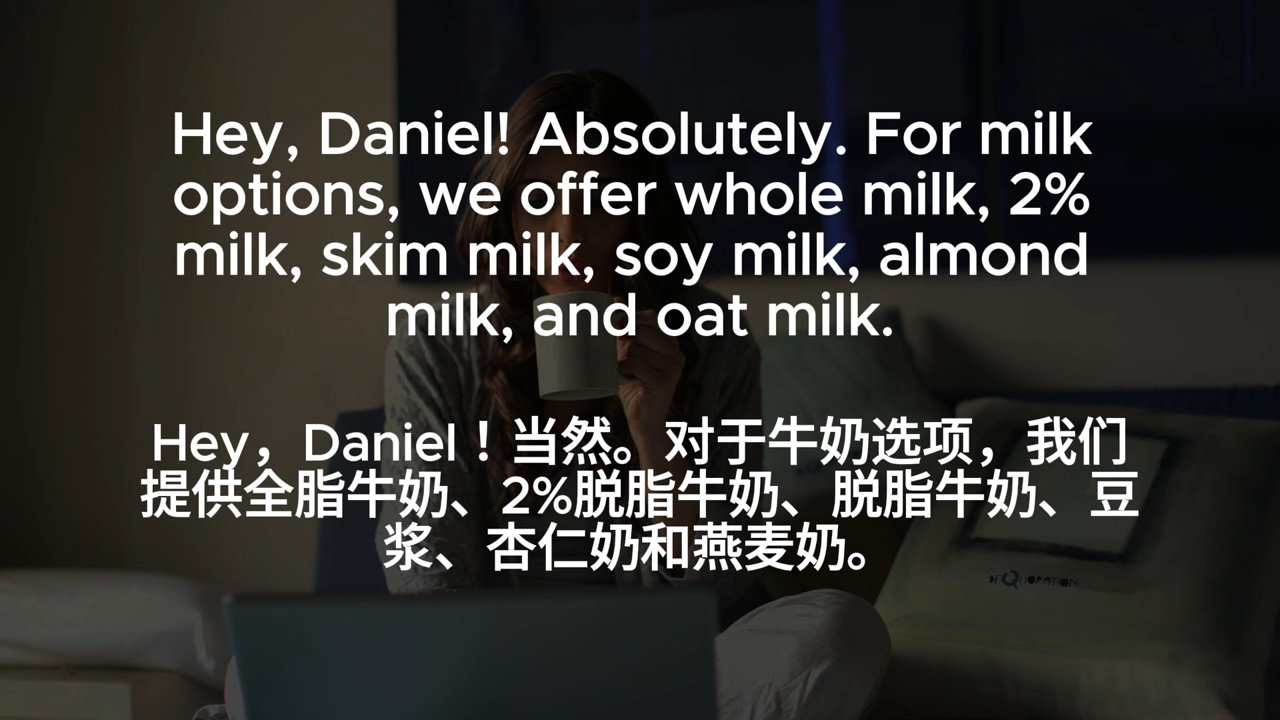 Hey, Daniel! Absolutely. For milk
options, we offer whole milk, 2%
milk, skim milk, soy milk, almond
milk, and oat milk.
Hey，Daniel！当然。对于牛奶选项，我们
提供全脂牛奶、2%脱脂牛奶、脱脂牛奶、豆
浆、杏仁奶和燕麦奶。